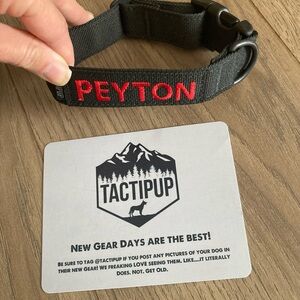 PEYTON
TACTIPUP
NEW GEAR DAYS ARE THE BEST!
BE SURE TO TAG @TACTIPUP IF YOU POST ANY PICTURES OF YOUR DOG IN
THEIR NEW GEAR! WE FREAKING LOVE SEEING THEM. LIKE....IT LITERALLY
DOES. NOT. GET OLD.